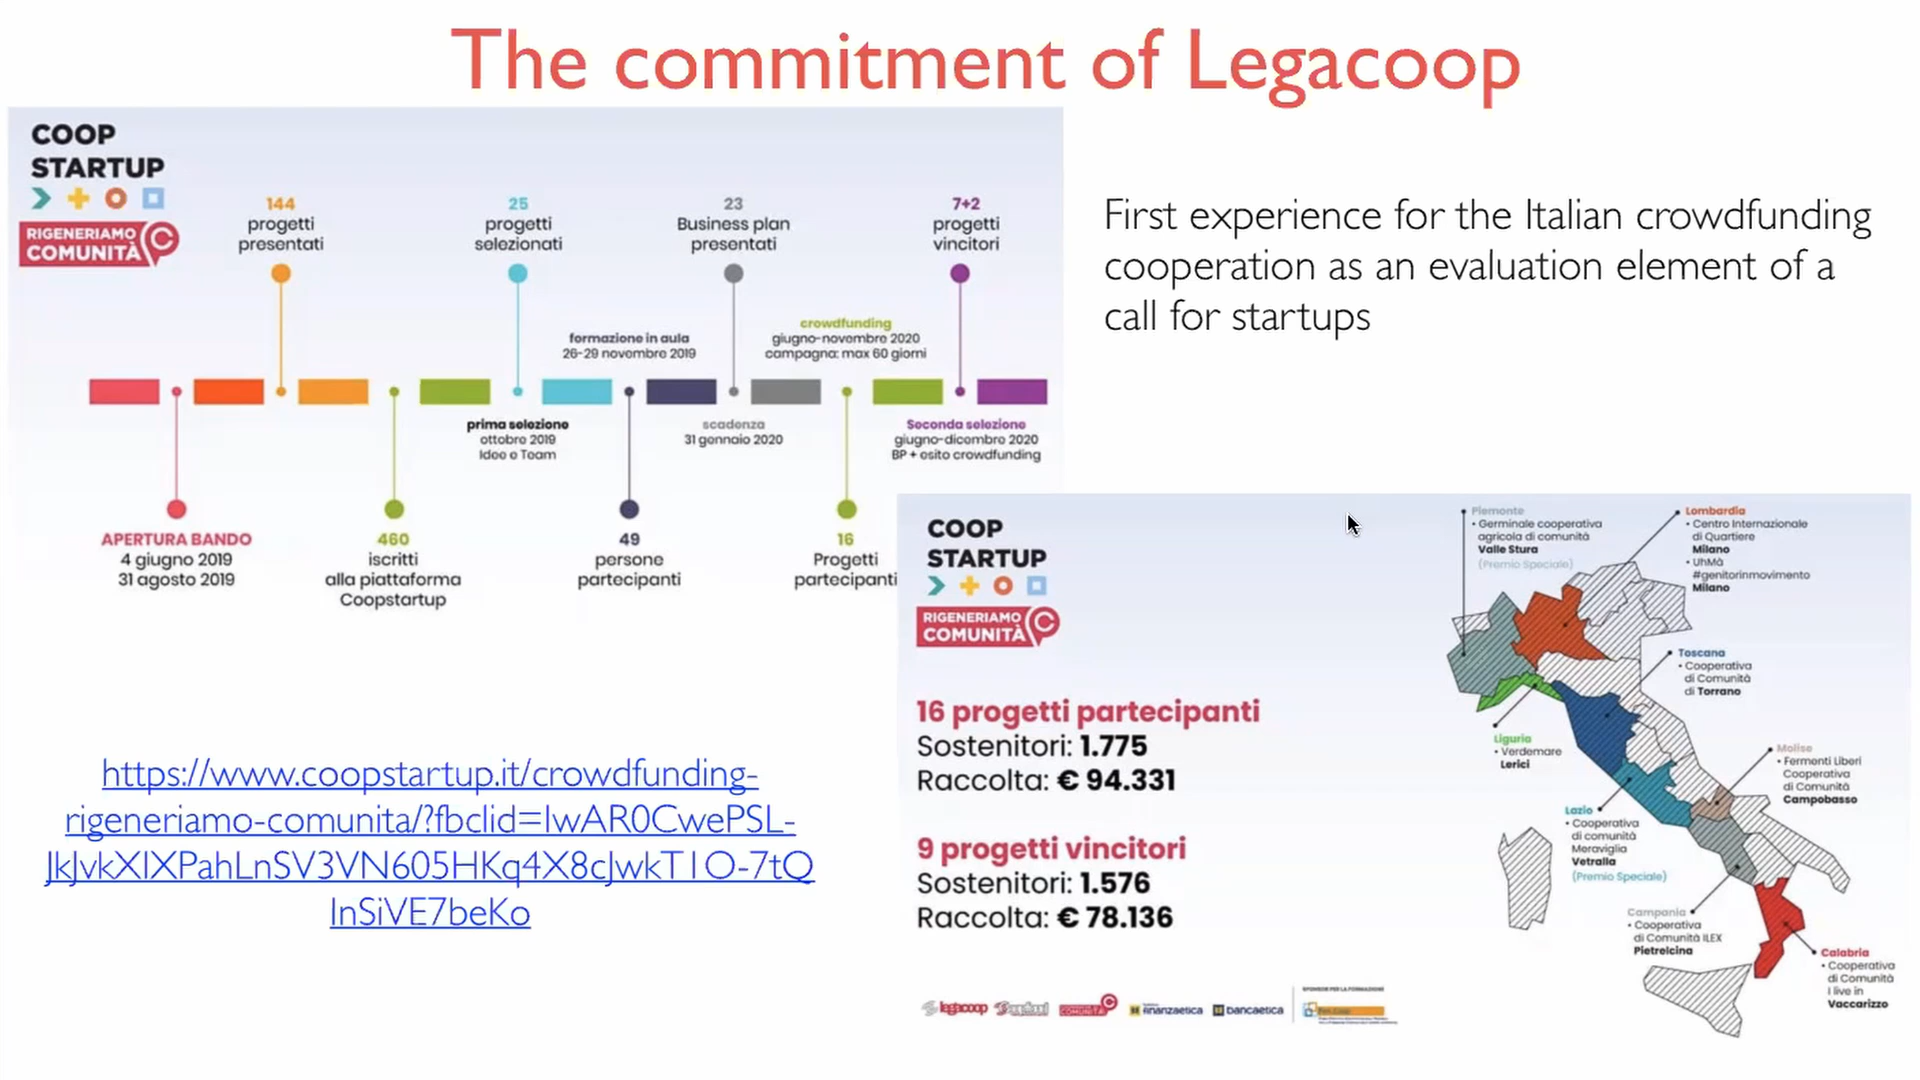 The commitment of Legacoop
COOP
STARTUP
RIGENERIAMO
COMUNITÀ
144
progetti
presentati
25
progetti
selezionati
23
Business plan
presentati
7+2
progetti
vincitori
formazione in aula
26-29 novembre 2019
crowdfunding
giugno-novembre 2020
campagna: max 60 giorni
prima selezione
ottobre 2019
Idee e Team
scadenza
31 gennaio 2020
Seconda selezione
giugno-dicembre 2020
BP + esito crowdfunding
APERTURA BANDO
4 giugno 2019
31 agosto 2019
460
iscritti
alla piattaforma
Coopstartup
49
persone
partecipanti
16
Progetti
partecipanti
First experience for the Italian crowdfunding
cooperation as an evaluation element of a
call for startups
https://www.coopstartup.it/crowdfunding-
rigeneriamo-comunita/?fbclid=IwAR0CwePSL-
JkJvkXIXPahLnSV3VN605HKq4X8cJwkT1O-7tQ
InSiVE7beKo
COOP
STARTUP
RIGENERIAMO
COMUNITÀ
16 progetti partecipanti
Sostenitori: 1.775
Raccolta: € 94.331
9 progetti vincitori
Sostenitori: 1.576
Raccolta: € 78.136
Piemonte
• Germinale cooperativa
agricola di comunità
Valle Stura
(Premio Speciale)
Lombardia
• Centro Internazionale
di Quartiere
Milano
• UhMà
#genitorinmovimento
Milano
Toscana
• Cooperativa
di Comunità
di Torrano
Liguria
• Verdemare
Lerici
Molise
• Fermenti Liberi
Cooperativa
di Comunità
Campobasso
Lazio
• Cooperativa
di comunità
Meraviglia
Vetralla
(Premio Speciale)
Campania
• Cooperativa
di Comunità ILEX
Pietrelcina
Calabria
• Cooperativa
di Comunità
I live in
Vaccarizzo
legacoop
COMUNITÀ
finanzaetica
bancaetica
SPONSOR PER LA FORMAZIONE